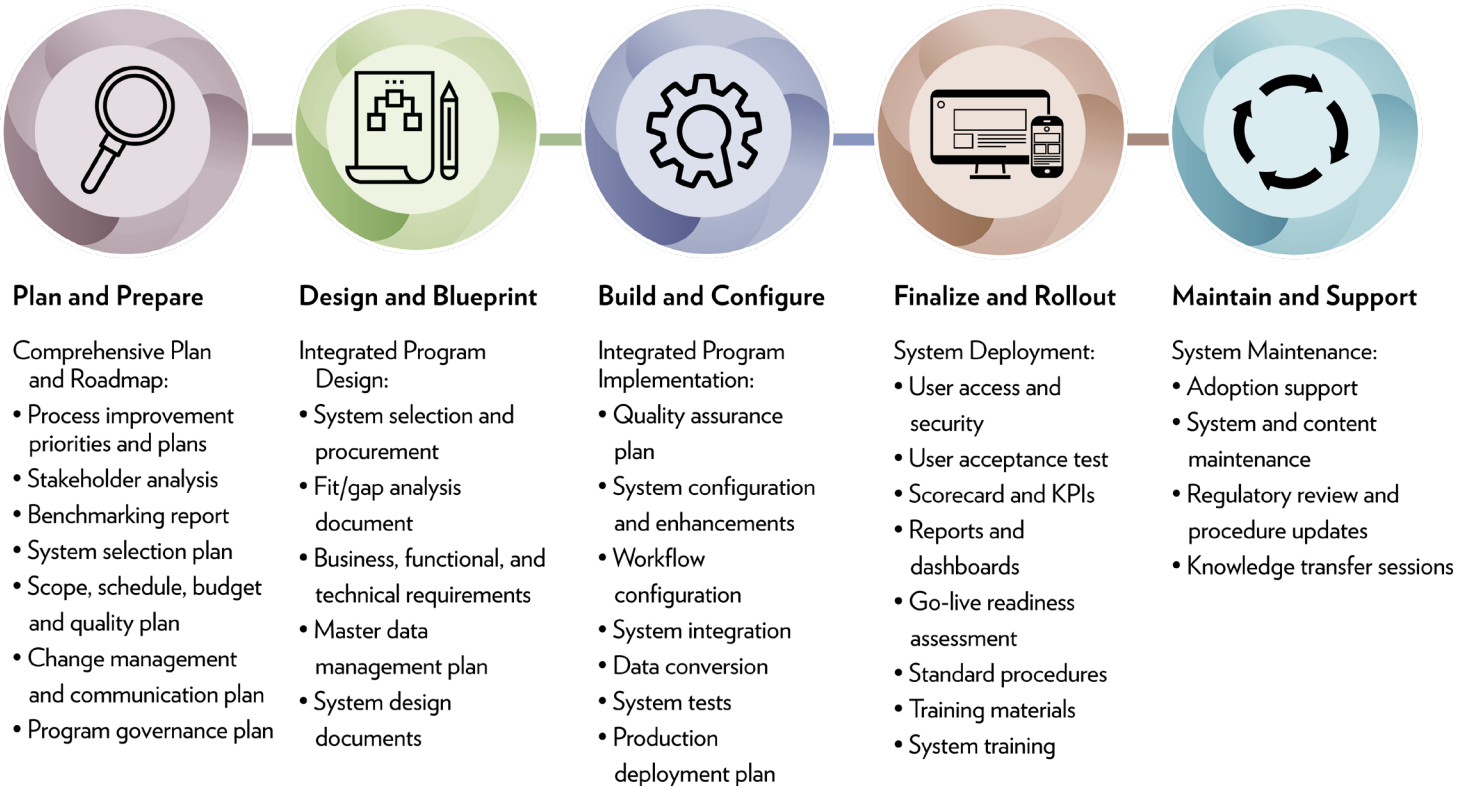 Plan and Prepare
Comprehensive Plan
and Roadmap:
• Process improvement
priorities and plans
• Stakeholder analysis
• Benchmarking report
• System selection plan
• Scope, schedule, budget
and quality plan
• Change management
and communication plan
• Program governance plan
Design and Blueprint
Integrated Program
Design:
• System selection and
procurement
• Fit/gap analysis
document
• Business, functional, and
technical requirements
• Master data
management plan
• System design
documents
Build and Configure
Integrated Program
Implementation:
• Quality assurance
plan
• System configuration
and enhancements
• Workflow
configuration
• System integration
• Data conversion
• System tests
• Production
deployment plan
Finalize and Rollout
System Deployment:
• User access and
security
• User acceptance test
• Scorecard and KPIs
• Reports and
dashboards
• Go-live readiness
assessment
• Standard procedures
• Training materials
• System training
Maintain and Support
System Maintenance:
• Adoption support
• System and content
maintenance
• Regulatory review and
procedure updates
• Knowledge transfer sessions